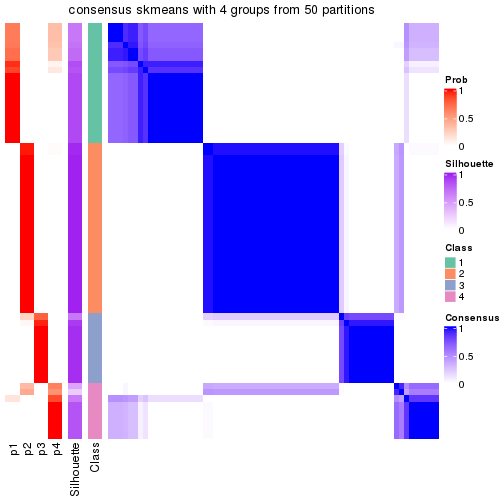 consensus skmeans with 4 groups from 50 partitions
Prob
1
0.5
0
Silhouette
1
0.5
0
Class
1
2
3
4
Consensus
1
0.5
0
p1
p2
p3
p4
Silhouette
Class